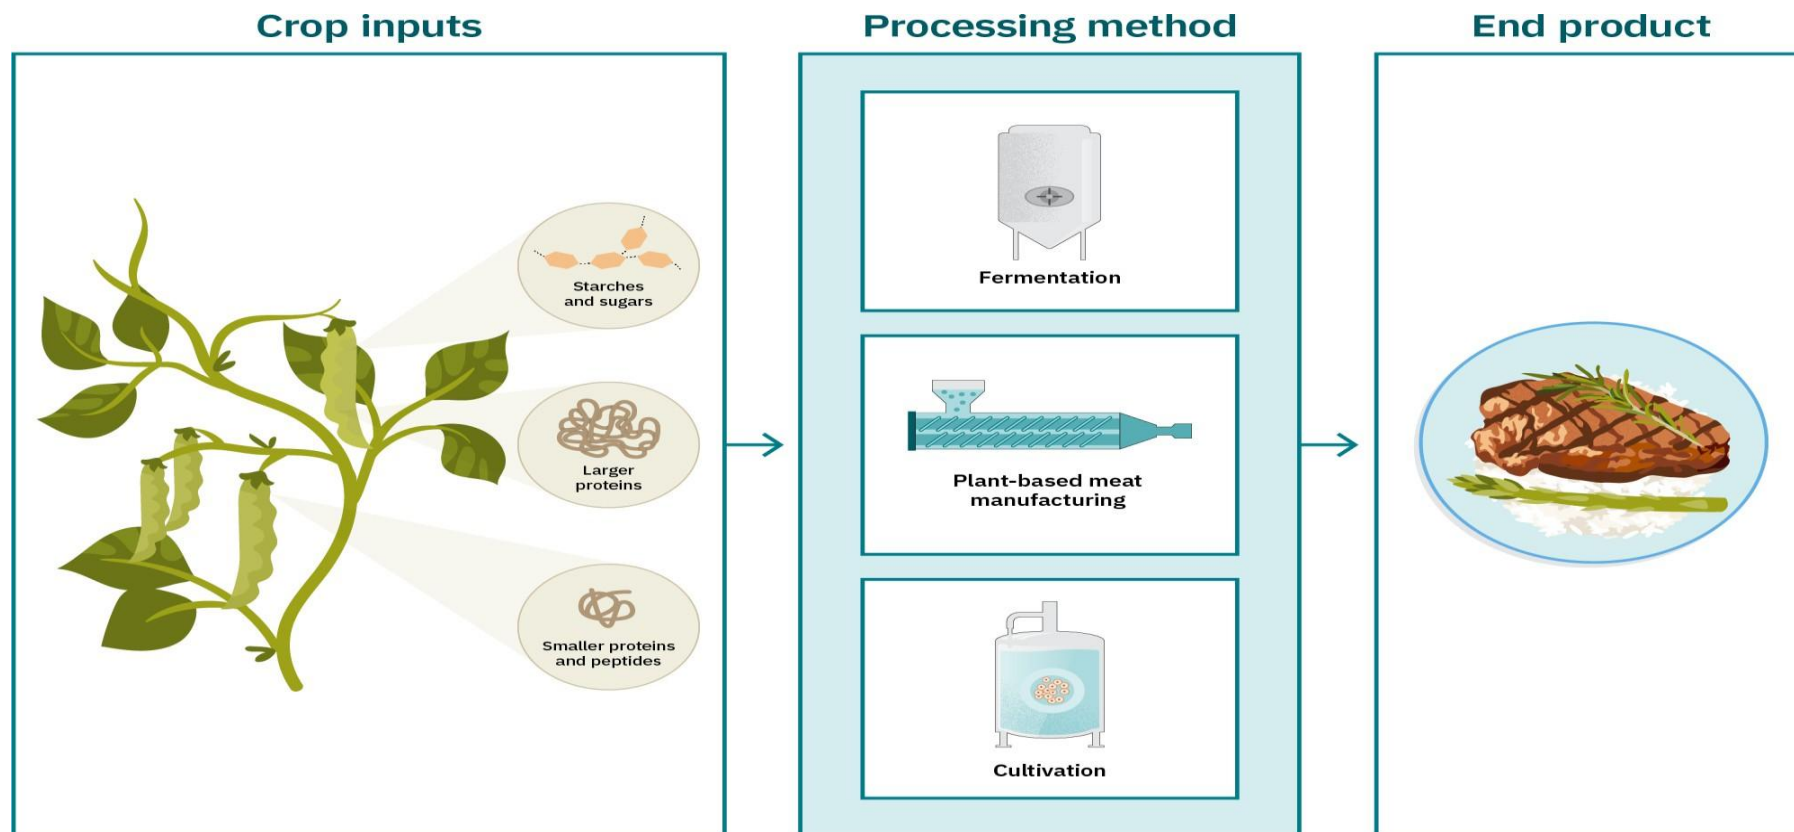 Crop inputs
Processing method
End product
Starches
and sugars
Larger
proteins
Smaller proteins
and peptides
Fermentation
Plant-based meat
manufacturing
Cultivation